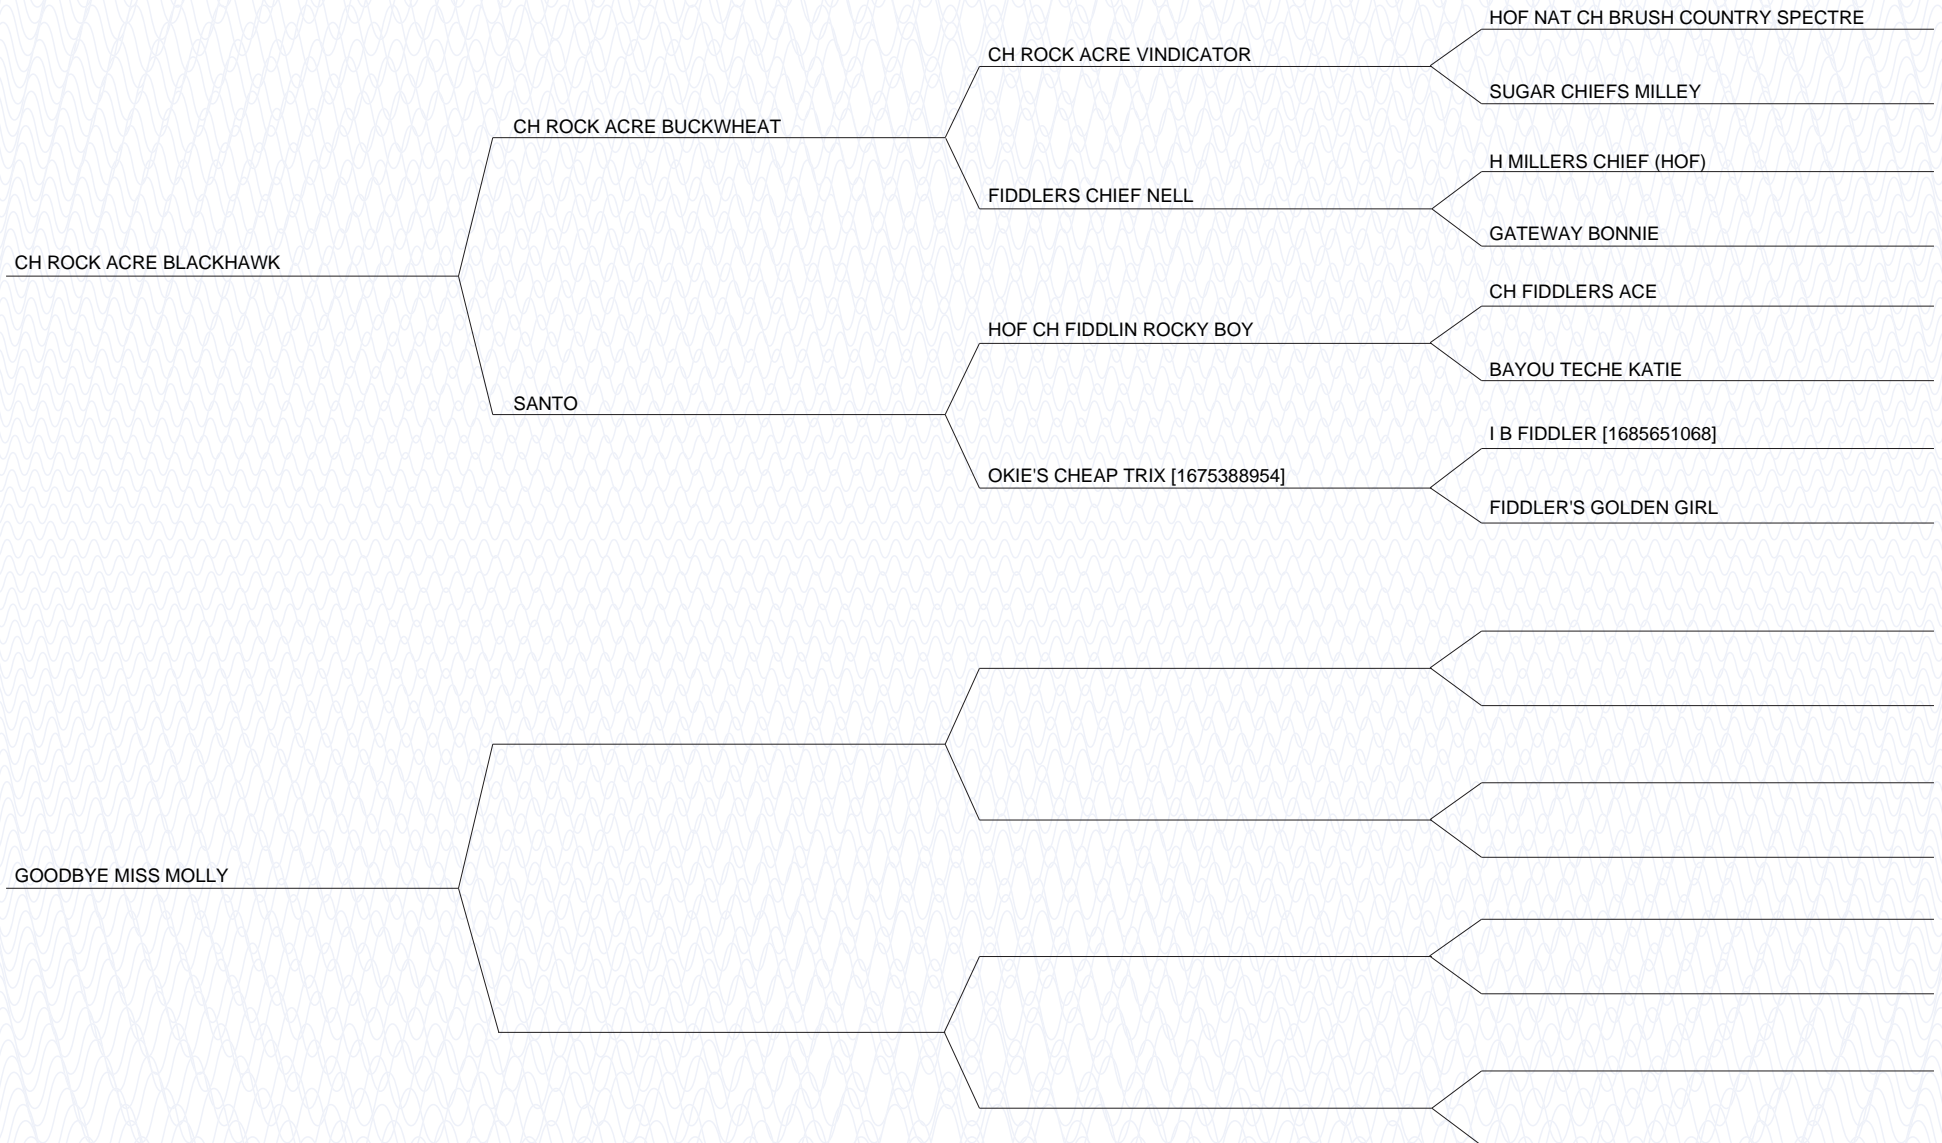 HOF NAT CH BRUSH COUNTRY SPECTRE
CH ROCK ACRE VINDICATOR
SUGAR CHIEFS MILLEY
CH ROCK ACRE BUCKWHEAT
H MILLERS CHIEF (HOF)
FIDDLERS CHIEF NELL
GATEWAY BONNIE
CH ROCK ACRE BLACKHAWK
CH FIDDLERS ACE
HOF CH FIDDLIN ROCKY BOY
BAYOU TECHE KATIE
SANTO
I B FIDDLER [1685651068]
OKIE'S CHEAP TRIX [1675388954]
FIDDLER'S GOLDEN GIRL
GOODBYE MISS MOLLY